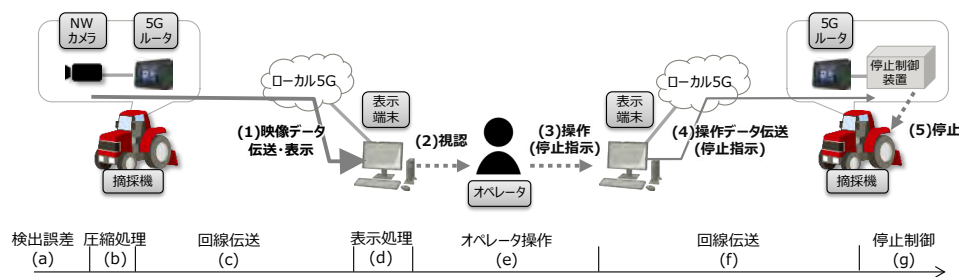 NW
カメラ
5G
ルータ
ローカル5G
表示
端末
(1)映像データ
伝送・表示
(2)視認
(3)操作
(停止指示)
オペレータ
摘採機
表示
端末
ローカル5G
(4)操作データ伝送
(停止指示)
5G
ルータ
停止制御
装置
(5)停止
摘採機
検出誤差
(a)
圧縮処理
(b)
回線伝送
(c)
表示処理
(d)
オペレータ操作
(e)
回線伝送
(f)
停止制御
(g)